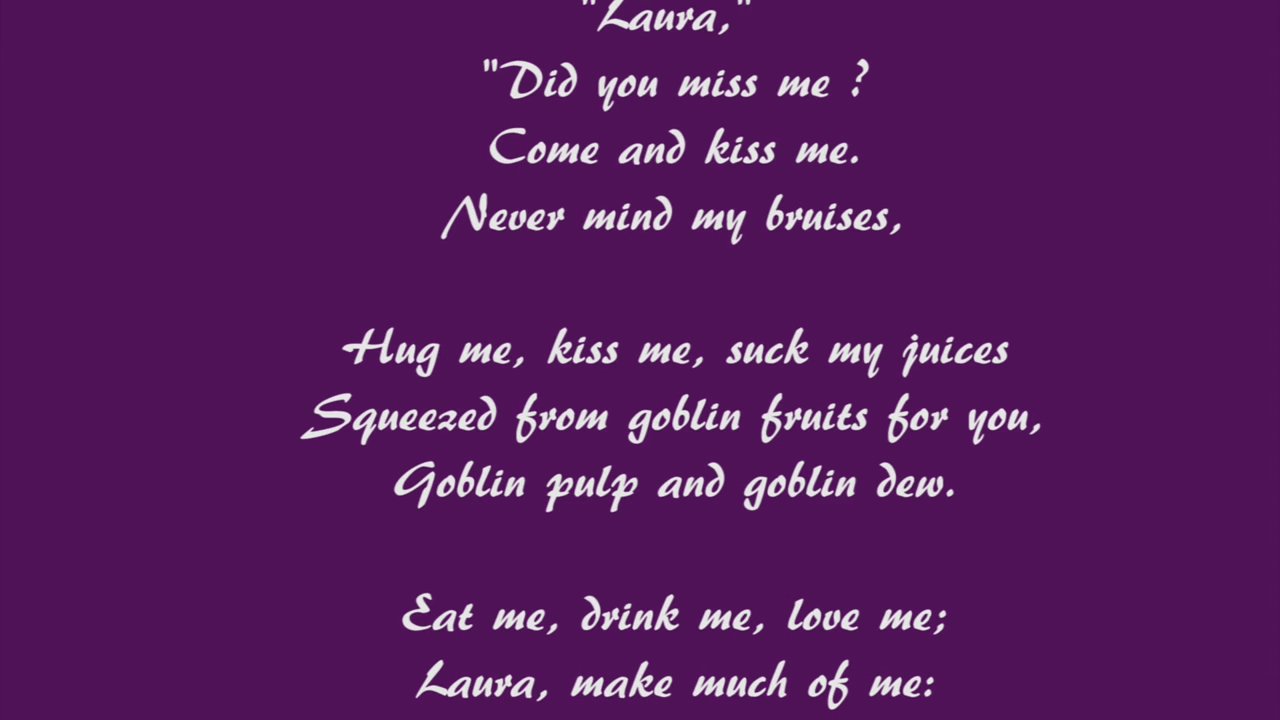 "Laura,"
"Did you miss me ?
Come and kiss me.
Never mind my bruises,
Hug me, kiss me, suck my juices
Squeezed from goblin fruits for you,
Goblin pulp and goblin dew.
Eat me, drink me, love me;
Laura, make much of me: